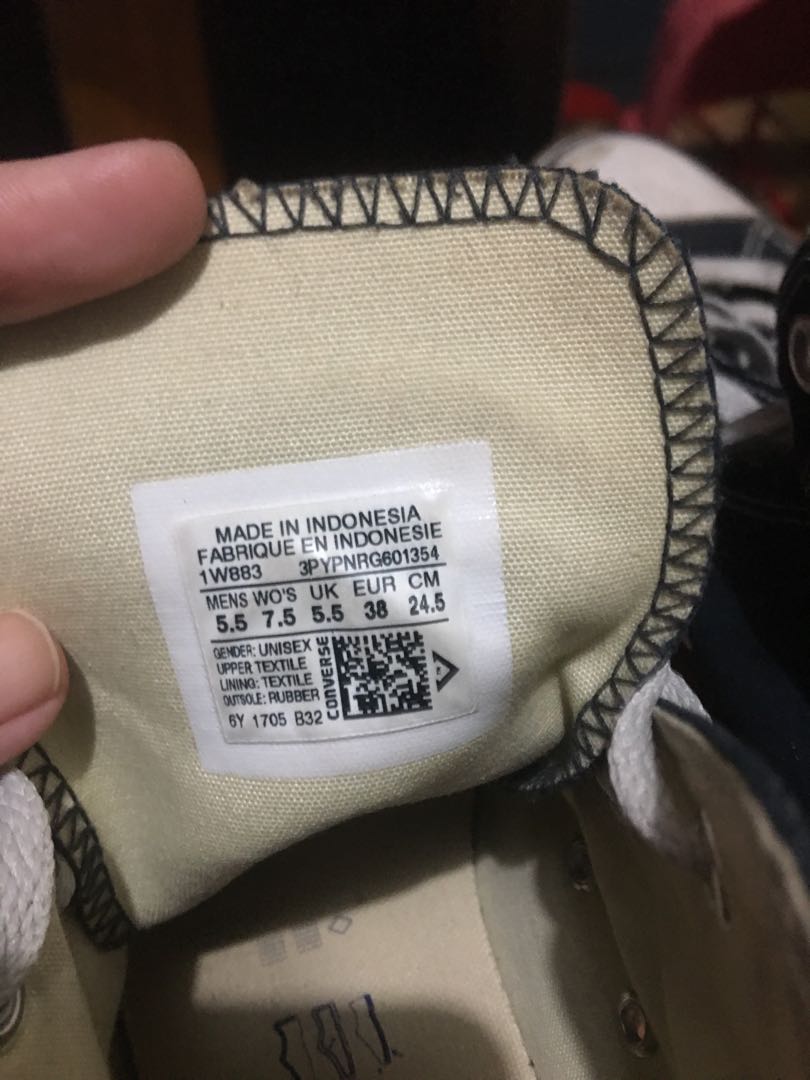 MADE IN INDONESIA
FABRIQUE EN INDONESIE
1W883 3PYPNRG601354
MENS WO'S UK EUR CM
5.5 7.5 5.5 38 24.5
GENDER: UNISEX
UPPER TEXTILE
LINING: TEXTILE
OUTSOLE: RUBBER
6Y 1705 B32
CONVERSE